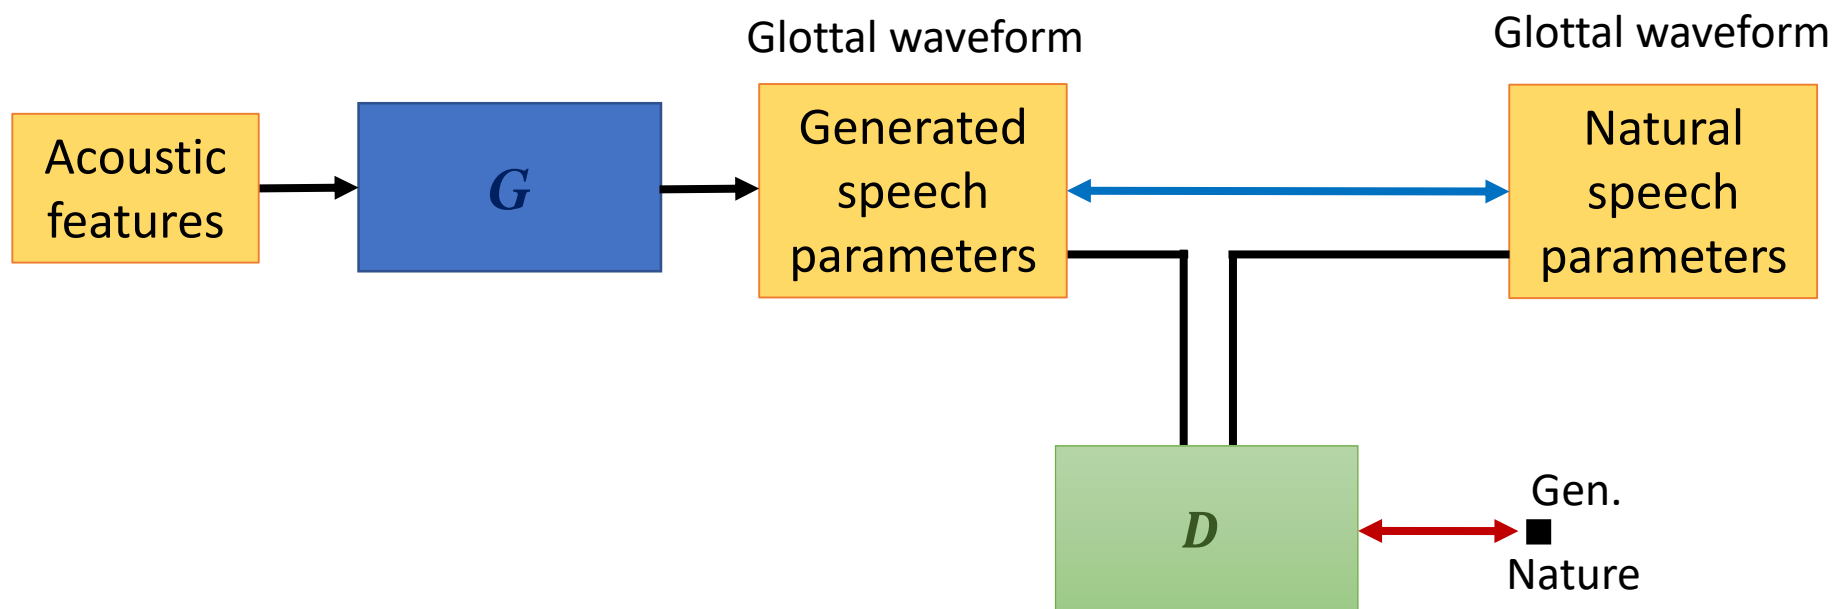 Glottal waveform
Glottal waveform
Acoustic
features
G
Generated
speech
parameters
Natural
speech
parameters
D
Gen.
Nature